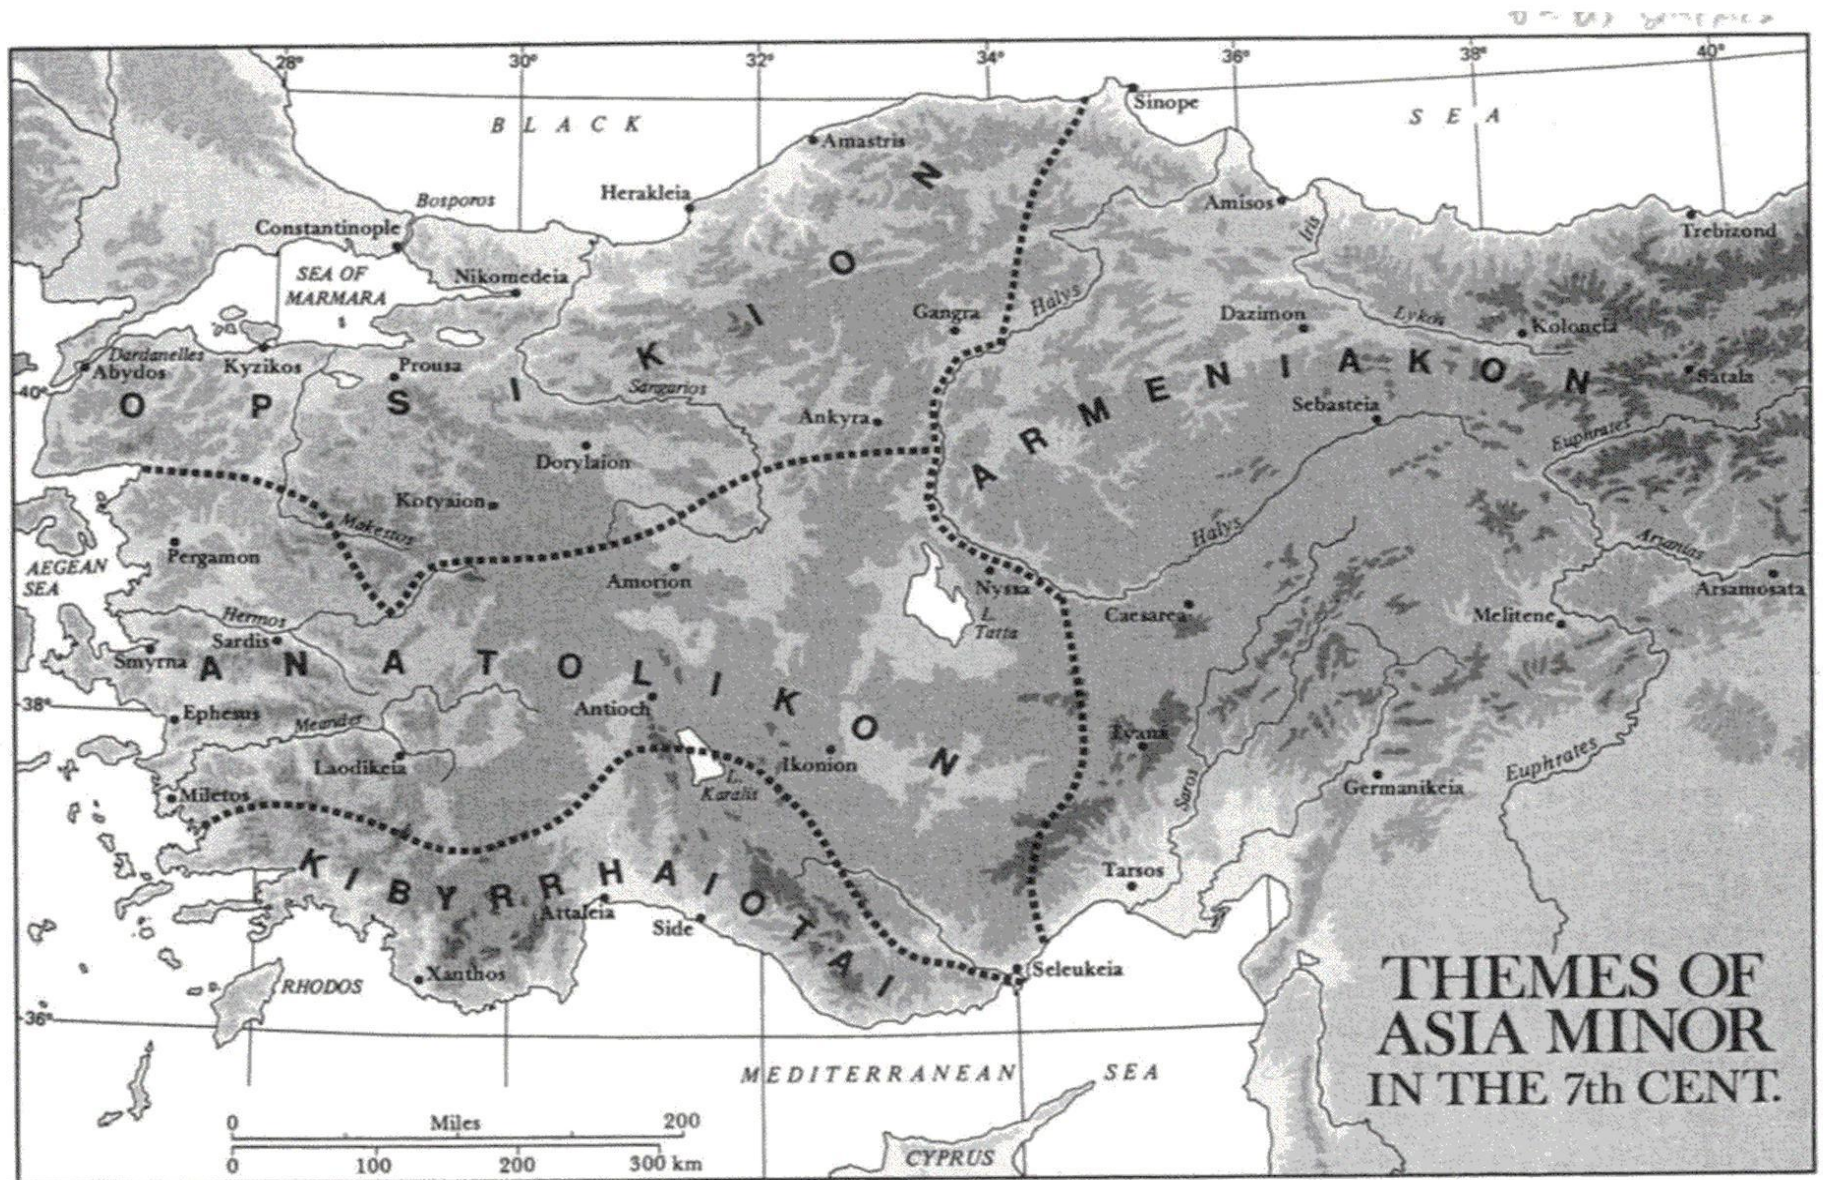 28° 30° 32° 34° 36° 38° 40°
BLACK SEA
Sinope
Amastris
Herakleia
Bosporos
Constantinople
Amisos
Iris
Trebizond
Nikomedeia
SEA OF
MARMARA
OPSIKION
Gangra
Halys
Dazimon
Lykos
Koloneia
Dardanelles
Abydos
Kyzikos
Prousa
Sangarios
40°
ARMENIAKON
Satala
Ankyra
Sebasteia
Euphrates
Dorylaion
Kotyaion
Makestos
Halys
Arsanias
Pergamon
AEGEAN
SEA
Amorion
Nyssa
L.
Tatta
Caesarea
Melitene
Arsamosata
Hermos
Sardis
Smyrna
ANATOLIKON
38°
Ephesus
Antioch
Meander
Laodikeia
Tyana
Ikonion
L.
Karalis
Saros
Euphrates
Germanikeia
Miletos
KIBYRRHAIOTAI
Tarsos
Attaleia
Side
Xanthos
Seleukeia
RHODOS
36°
MEDITERRANEAN SEA
CYPRUS
THEMES OF
ASIA MINOR
IN THE 7th CENT.
0 Miles 200
0 100 200 300 km